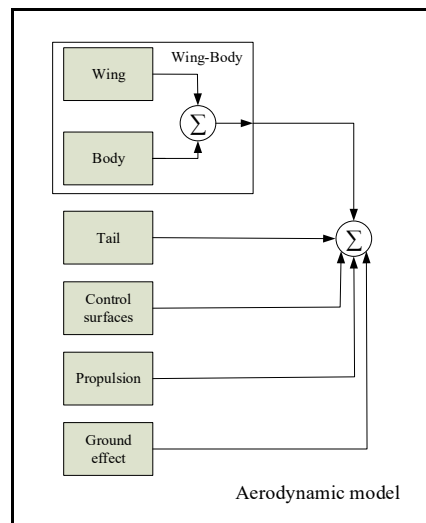 Wing-Body
Wing
∑
Body
Tail
∑
Control
surfaces
Propulsion
Ground
effect
Aerodynamic model